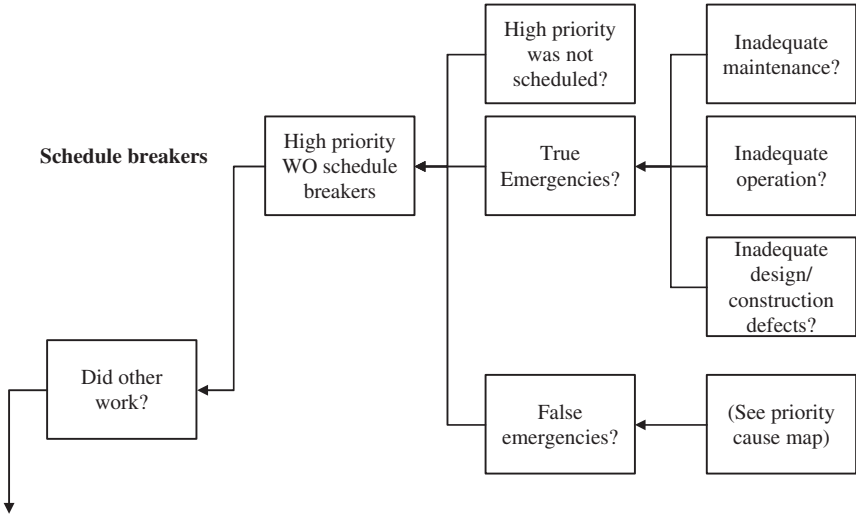 Schedule breakers
Did other
work?
High priority
WO schedule
breakers
High priority
was not
scheduled?
True
Emergencies?
False
emergencies?
Inadequate
maintenance?
Inadequate
operation?
Inadequate
design/
construction
defects?
(See priority
cause map)